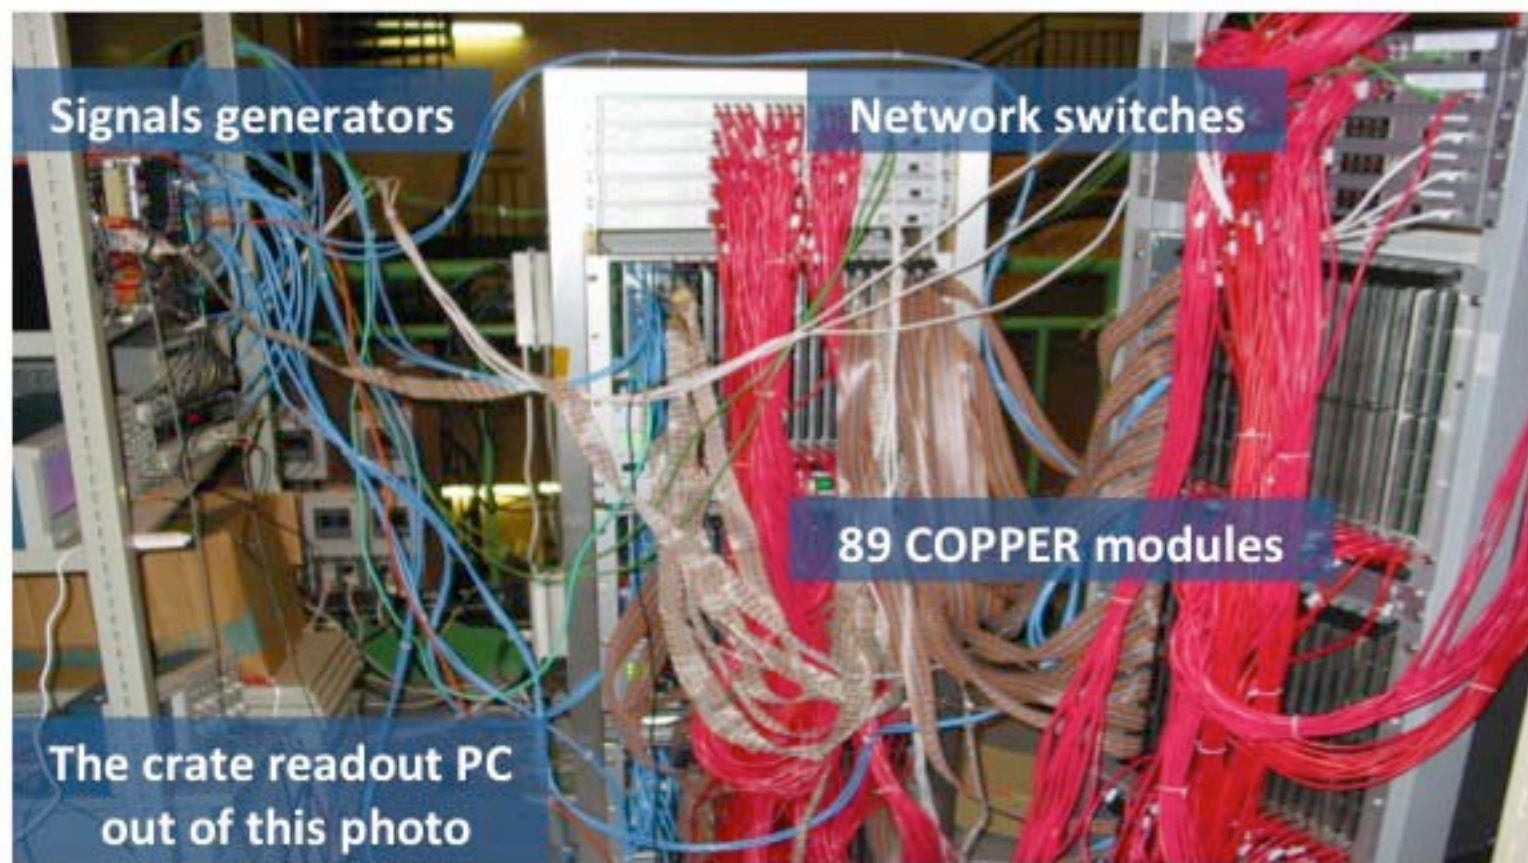 Signals generators
Network switches
89 COPPER modules
The crate readout PC
out of this photo